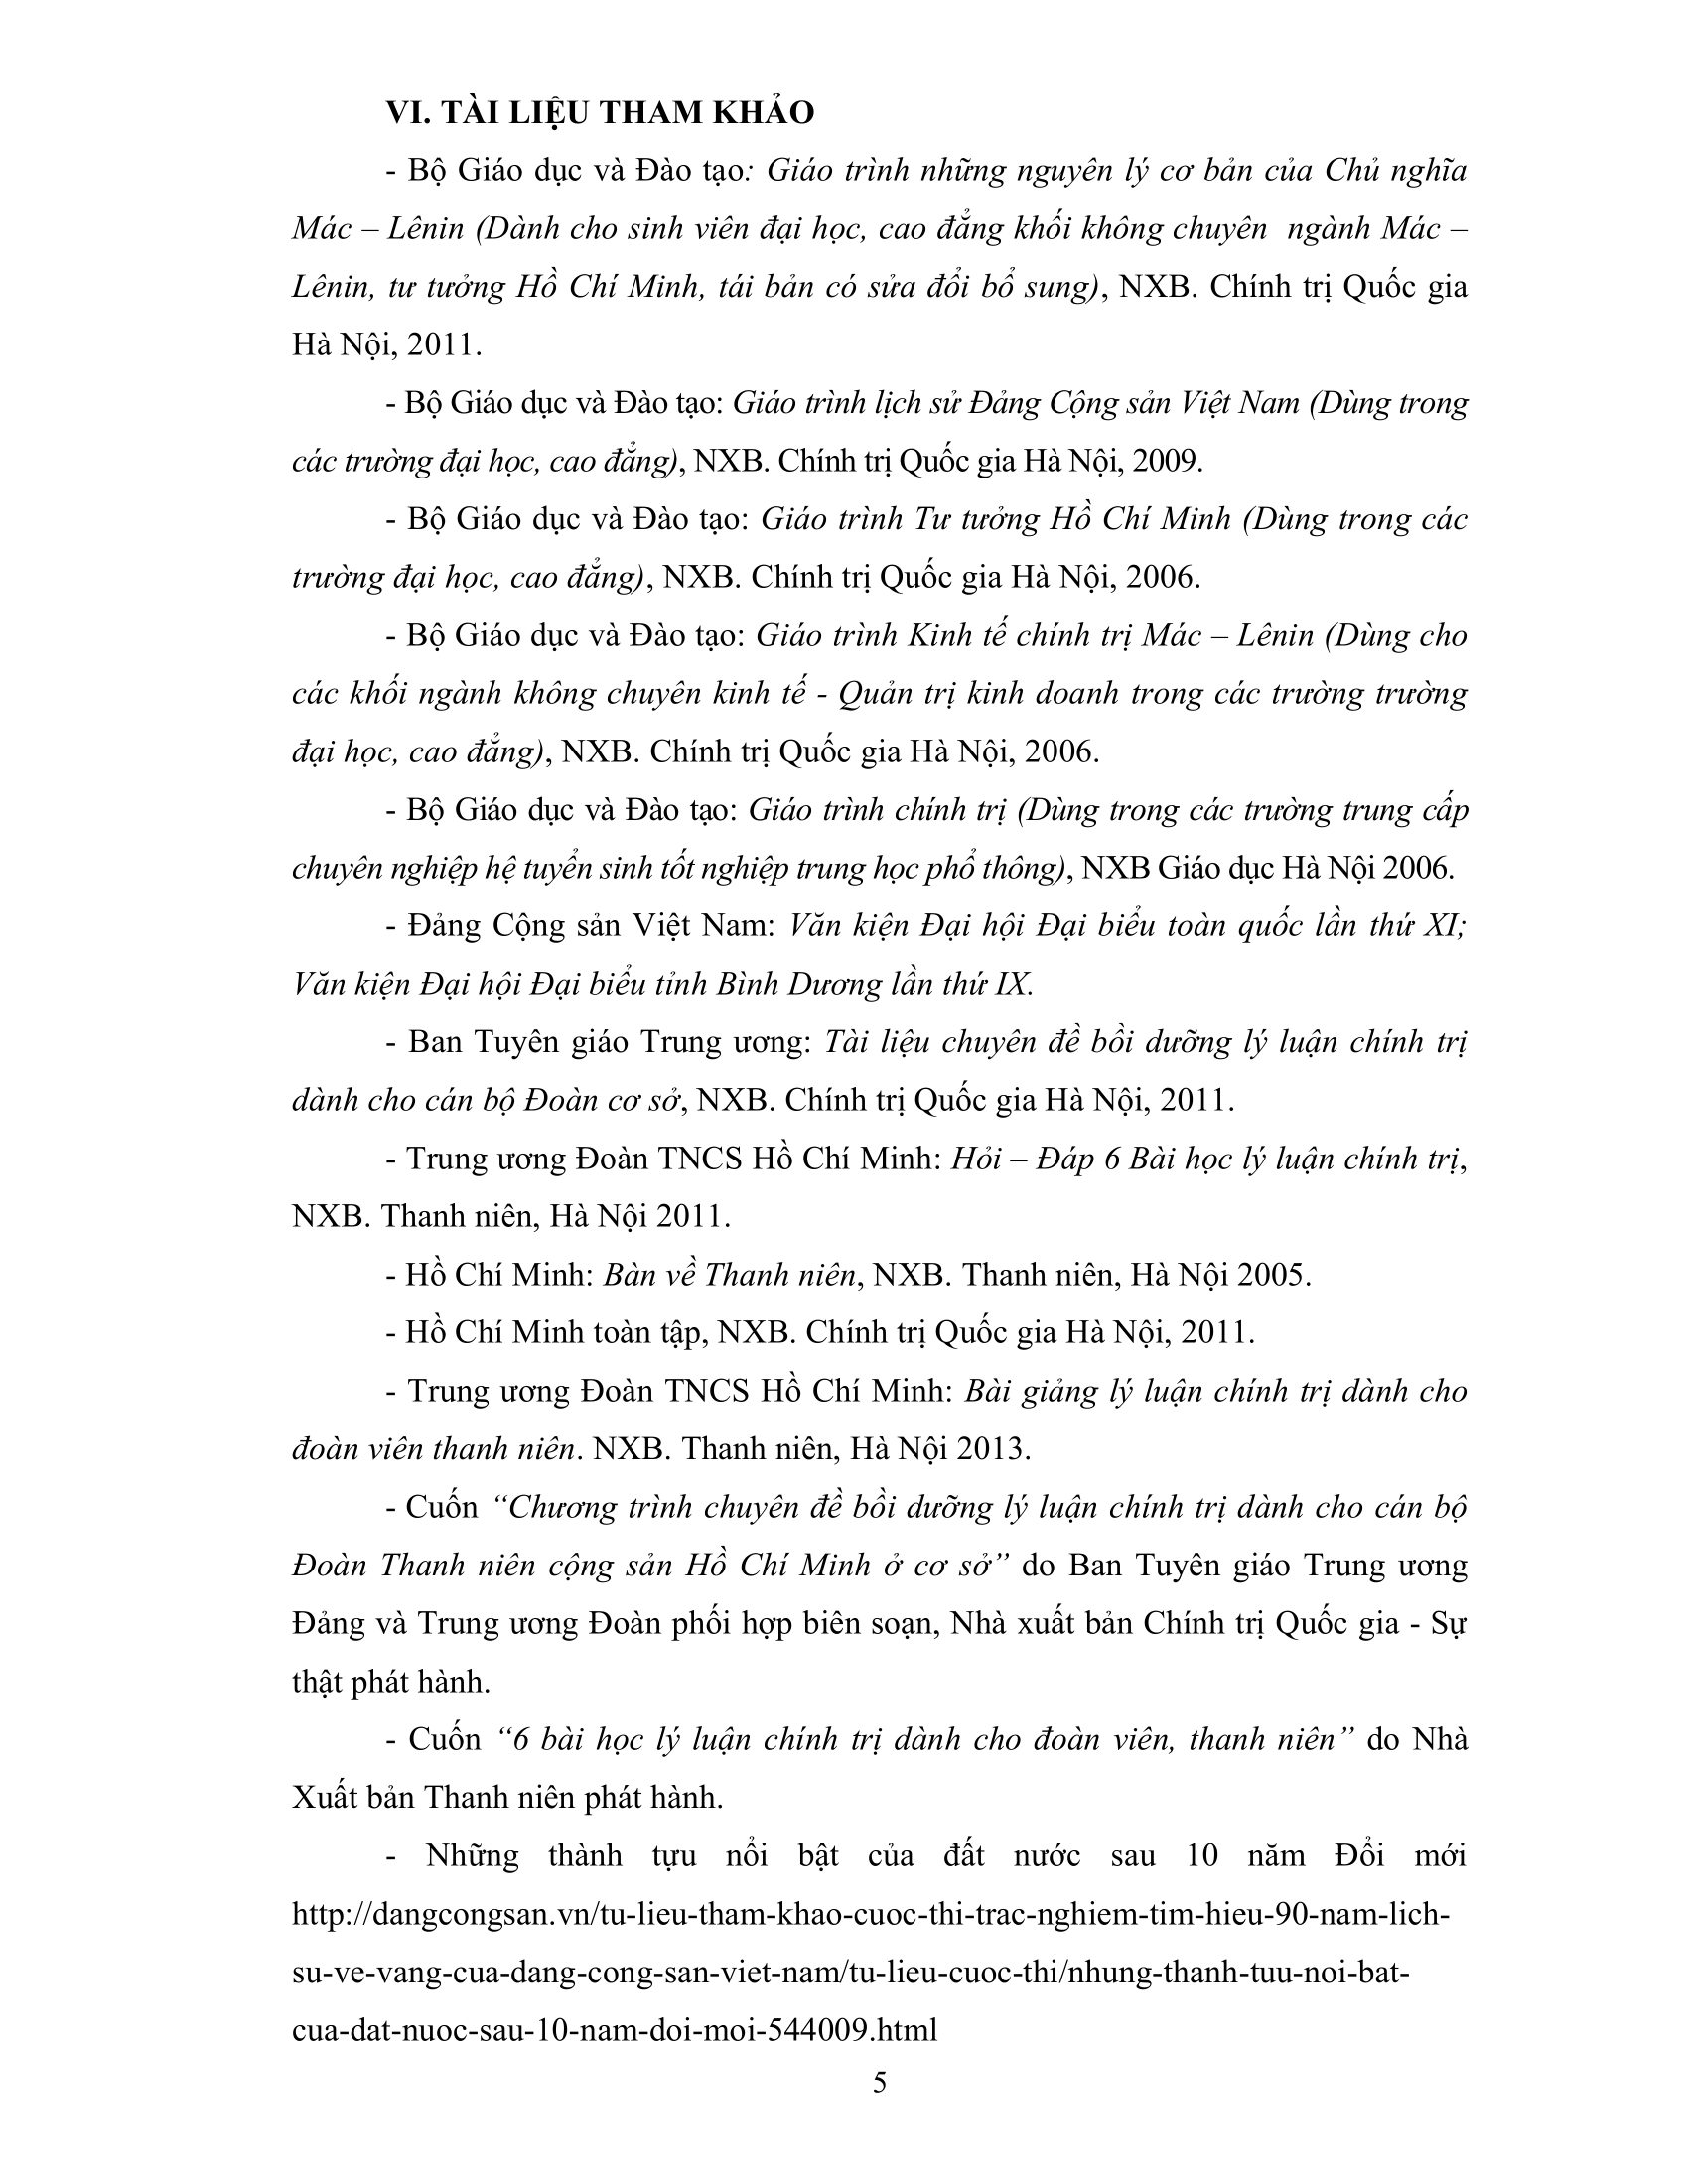 VI. TÀI LIỆU THAM KHẢO
- Bộ Giáo dục và Đào tạo: Giáo trình những nguyên lý cơ bản của Chủ nghĩa
Mác – Lênin (Dành cho sinh viên đại học, cao đẳng khối không chuyên  ngành Mác –
Lênin, tư tưởng Hồ Chí Minh, tái bản có sửa đổi bổ sung), NXB. Chính trị Quốc gia
Hà Nội, 2011.
- Bộ Giáo dục và Đào tạo: Giáo trình lịch sử Đảng Cộng sản Việt Nam (Dùng trong
các trường đại học, cao đẳng), NXB. Chính trị Quốc gia Hà Nội, 2009.
- Bộ Giáo dục và Đào tạo: Giáo trình Tư tưởng Hồ Chí Minh (Dùng trong các
trường đại học, cao đẳng), NXB. Chính trị Quốc gia Hà Nội, 2006.
- Bộ Giáo dục và Đào tạo: Giáo trình Kinh tế chính trị Mác – Lênin (Dùng cho
các khối ngành không chuyên kinh tế - Quản trị kinh doanh trong các trường trường
đại học, cao đẳng), NXB. Chính trị Quốc gia Hà Nội, 2006.
- Bộ Giáo dục và Đào tạo: Giáo trình chính trị (Dùng trong các trường trung cấp
chuyên nghiệp hệ tuyển sinh tốt nghiệp trung học phổ thông), NXB Giáo dục Hà Nội 2006.
- Đảng Cộng sản Việt Nam: Văn kiện Đại hội Đại biểu toàn quốc lần thứ XI;
Văn kiện Đại hội Đại biểu tỉnh Bình Dương lần thứ IX.
- Ban Tuyên giáo Trung ương: Tài liệu chuyên đề bồi dưỡng lý luận chính trị
dành cho cán bộ Đoàn cơ sở, NXB. Chính trị Quốc gia Hà Nội, 2011.
- Trung ương Đoàn TNCS Hồ Chí Minh: Hỏi – Đáp 6 Bài học lý luận chính trị,
NXB. Thanh niên, Hà Nội 2011.
- Hồ Chí Minh: Bàn về Thanh niên, NXB. Thanh niên, Hà Nội 2005.
- Hồ Chí Minh toàn tập, NXB. Chính trị Quốc gia Hà Nội, 2011.
- Trung ương Đoàn TNCS Hồ Chí Minh: Bài giảng lý luận chính trị dành cho
đoàn viên thanh niên. NXB. Thanh niên, Hà Nội 2013.
- Cuốn “Chương trình chuyên đề bồi dưỡng lý luận chính trị dành cho cán bộ
Đoàn Thanh niên cộng sản Hồ Chí Minh ở cơ sở” do Ban Tuyên giáo Trung ương
Đảng và Trung ương Đoàn phối hợp biên soạn, Nhà xuất bản Chính trị Quốc gia - Sự
thật phát hành.
- Cuốn “6 bài học lý luận chính trị dành cho đoàn viên, thanh niên” do Nhà
Xuất bản Thanh niên phát hành.
- Những thành tựu nổi bật của đất nước sau 10 năm Đổi mới
http://dangcongsan.vn/tu-lieu-tham-khao-cuoc-thi-trac-nghiem-tim-hieu-90-nam-lich-
su-ve-vang-cua-dang-cong-san-viet-nam/tu-lieu-cuoc-thi/nhung-thanh-tuu-noi-bat-
cua-dat-nuoc-sau-10-nam-doi-moi-544009.html
5